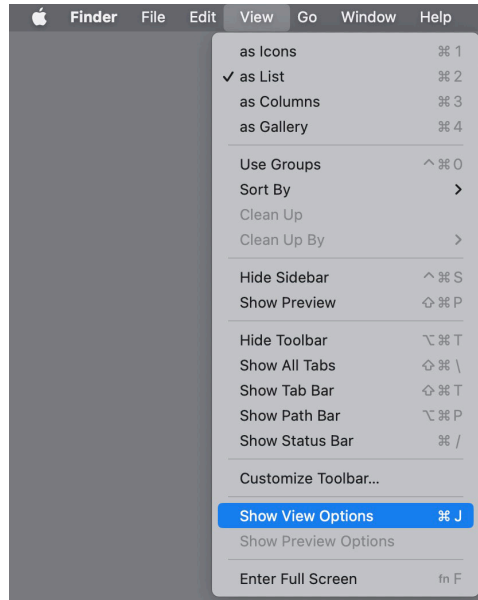 Finder File Edit View Go Window Help
as Icons ⌘ 1
✓ as List ⌘ 2
as Columns ⌘ 3
as Gallery ⌘ 4
Use Groups ^ ⌘ 0
Sort By >
Clean Up
Clean Up By >
Hide Sidebar ^ ⌘ S
Show Preview ⇧ ⌘ P
Hide Toolbar ⌥ ⌘ T
Show All Tabs ⇧ ⌘ \
Show Tab Bar ⇧ ⌘ T
Show Path Bar ⌥ ⌘ P
Show Status Bar ⌘ /
Customize Toolbar...
Show View Options ⌘ J
Show Preview Options
Enter Full Screen fn F